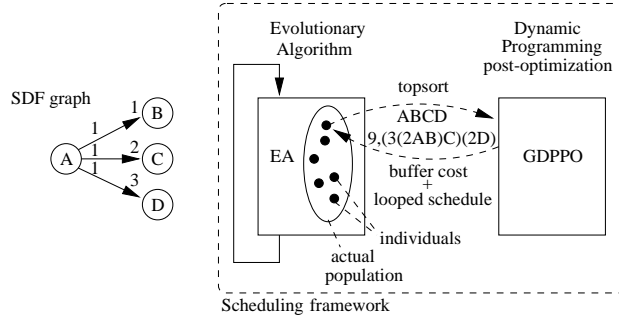 Evolutionary
Algorithm
Dynamic
Programming
post-optimization
SDF graph
A
1
1
B
1
2
C
1
3
D
EA
topsort
ABCD
9,(3(2AB)C)(2D)
buffer cost
+
looped schedule
GDPPO
individuals
actual
population
Scheduling framework